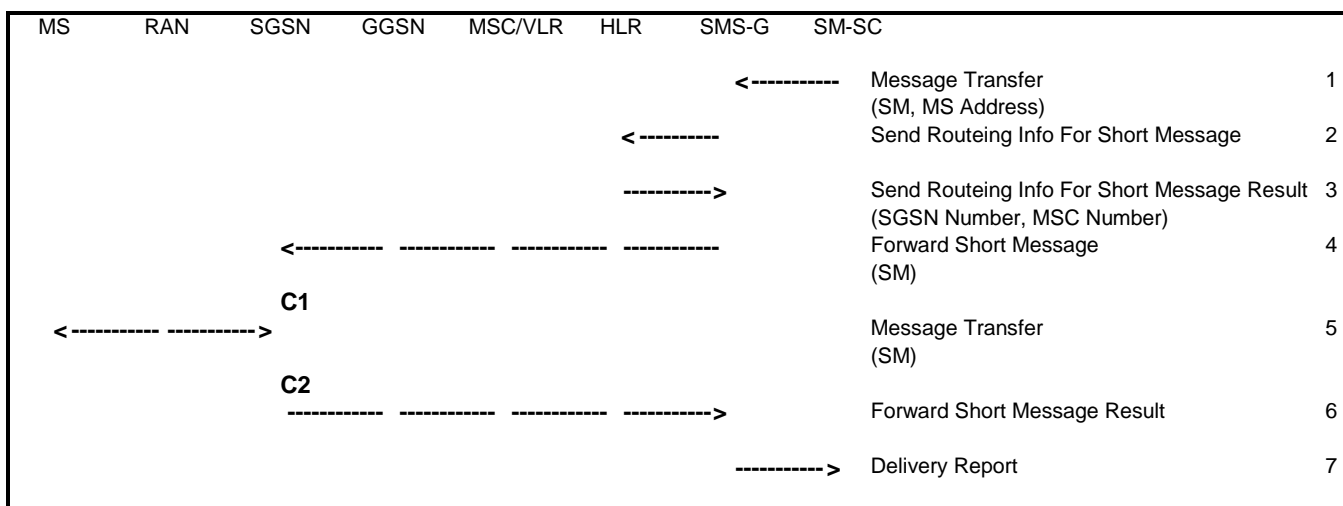 MS RAN SGSN GGSN MSC/VLR HLR SMS-G SM-SC
Message Transfer 1
(SM, MS Address)
Send Routeing Info For Short Message 2
Send Routeing Info For Short Message Result 3
(SGSN Number, MSC Number)
Forward Short Message 4
(SM)
C1
Message Transfer 5
(SM)
C2
Forward Short Message Result 6
Delivery Report 7